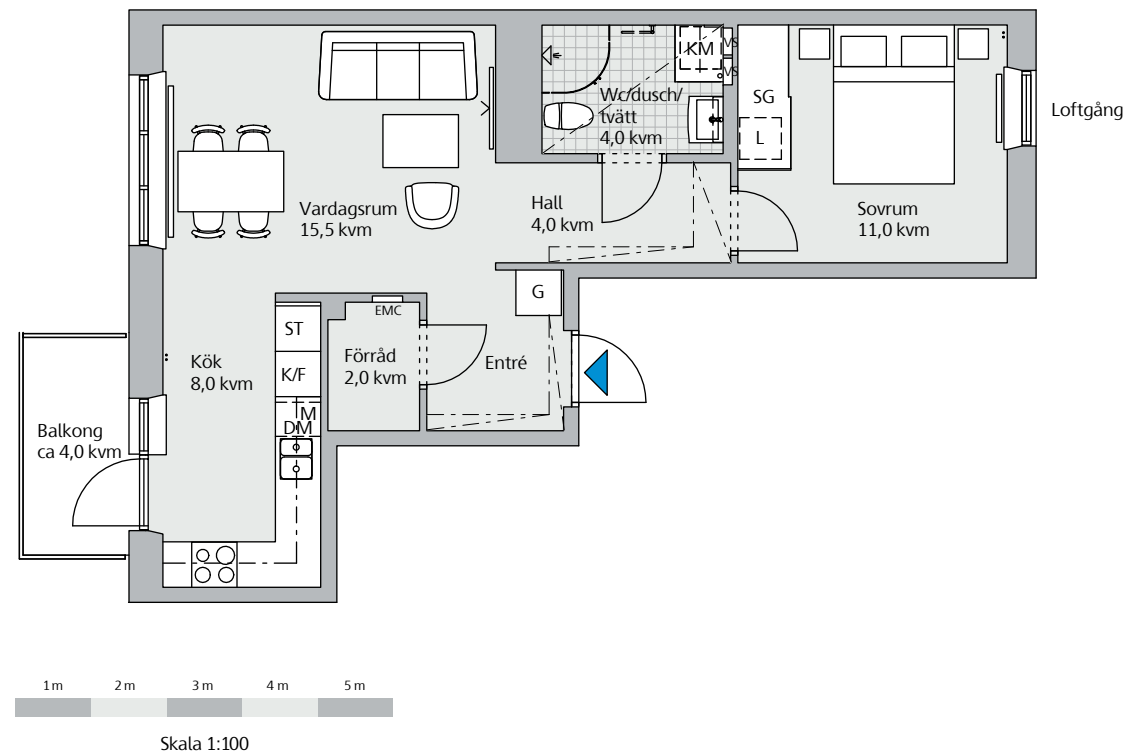 KM
VS
VS
Wc/dusch/
tvätt
4,0 kvm
SG
L
Loftgång
Vardagsrum
15,5 kvm
Hall
4,0 kvm
Sovrum
11,0 kvm
G
EMC
ST
K/F
M
DM
Kök
8,0 kvm
Förråd
2,0 kvm
Entré
Balkong
ca 4,0 kvm
1 m 2 m 3 m 4 m 5 m
Skala 1:100